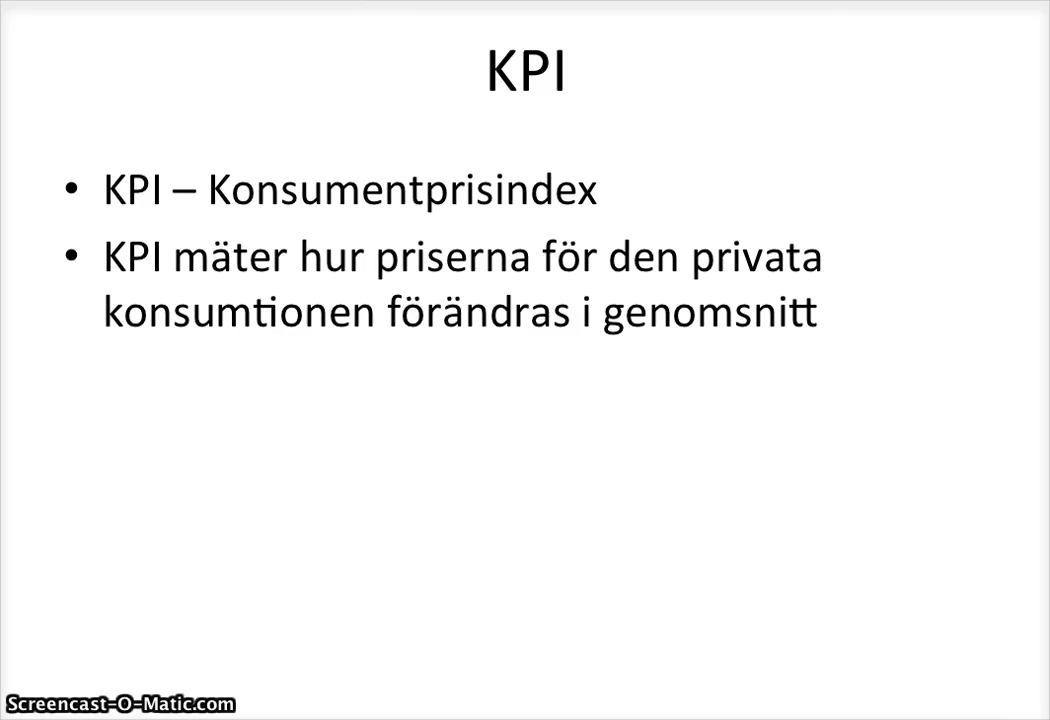 KPI
• KPI – Konsumentprisindex
• KPI mäter hur priserna för den privata
konsumtionen förändras i genomsnitt
Screencast-O-Matic.com